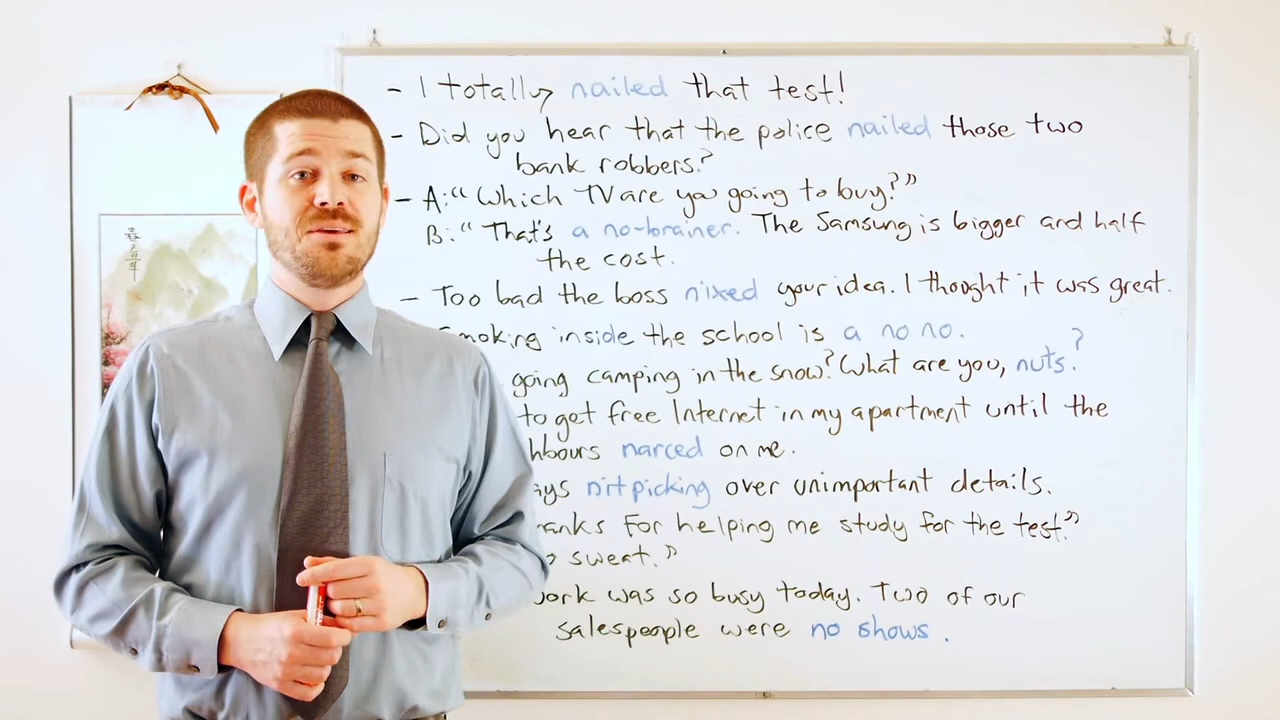 - I totally nailed that test!
- Did you hear that the police nailed those two
bank robbers?
- A: "Which TV are you going to buy?"
B: "That's a no-brainer. The Samsung is bigger and half
the cost.
- Too bad the boss nixed your idea. I thought it was great.
smoking inside the school is a no no.
going camping in the snow? What are you, nuts?
to get free Internet in my apartment until the
hbours narced on me.
ays nitpicking over unimportant details.
anks for helping me study for the test?"
sweat."
ork was so busy today. Two of our
salespeople were no shows.